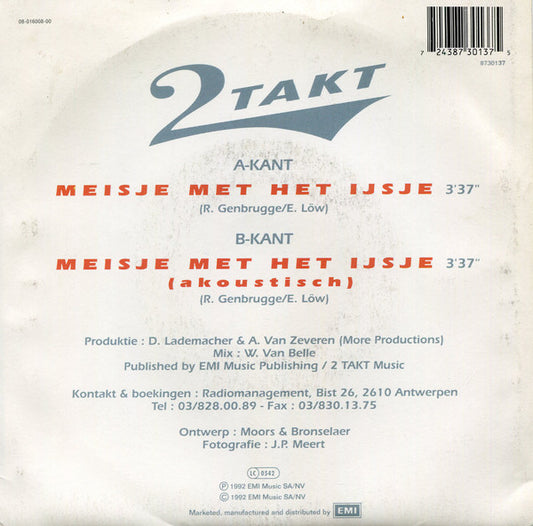 08-016008-00
7 24387 30137 5
8730137
2 TAKT
A-KANT
MEISJE MET HET IJSJE 3'37"
(R. Genbrugge/E. Löw)
B-KANT
MEISJE MET HET IJSJE 3'37"
(akoustisch)
(R. Genbrugge/E. Löw)
Produktie : D. Lademacher & A. Van Zeveren (More Productions)
Mix : W. Van Belle
Published by EMI Music Publishing / 2 TAKT Music
Kontakt & boekingen : Radiomanagement, Bist 26, 2610 Antwerpen
Tel : 03/828.00.89 - Fax : 03/830.13.75
Ontwerp : Moors & Bronselaer
Fotografie : J.P. Meert
LC 0542
℗ 1992 EMI Music SA/NV
© 1992 EMI Music SA/NV
Marketed, manufactured and distributed by EMI